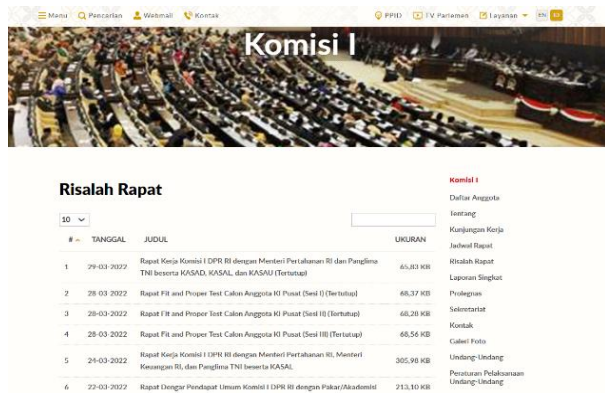 Menu Pencarian Webmail Kontak PPID TV Parlemen Layanan EN ID
Komisi I
Risalah Rapat
10
# TANGGAL JUDUL UKURAN
1 29-03-2022 Rapat Kerja Komisi I DPR RI dengan Menteri Pertahanan RI dan Panglima
TNI beserta KASAD, KASAL, dan KASAU (Tertutup) 65,83 KB
2 28-03-2022 Rapat Fit and Proper Test Calon Anggota KI Pusat (Sesi I) (Tertutup) 68,37 KB
3 28-03-2022 Rapat Fit and Proper Test Calon Anggota KI Pusat (Sesi II) (Tertutup) 68,28 KB
4 28-03-2022 Rapat Fit and Proper Test Calon Anggota KI Pusat (Sesi III) (Tertutup) 68,56 KB
5 24-03-2022 Rapat Kerja Komisi I DPR RI dengan Menteri Pertahanan RI, Menteri
Keuangan RI, dan Panglima TNI beserta KASAL 305,98 KB
6 22-03-2022 Rapat Dengar Pendapat Umum Komisi I DPR RI dengan Pakar/Akademisi 213,10 KB
Komisi I
Daftar Anggota
Tentang
Kunjungan Kerja
Jadwal Rapat
Risalah Rapat
Laporan Singkat
Prolegnas
Sekretariat
Kontak
Galeri Foto
Undang-Undang
Peraturan Pelaksanaan
Undang-Undang